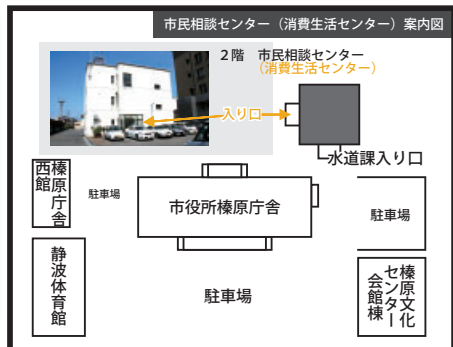 市民相談センター（消費生活センター）案内図
2階　市民相談センター
（消費生活センター）
入り口
水道課入り口
榛原庁舎
西館
駐車場
市役所榛原庁舎
駐車場
静波体育館
駐車場
榛原文化
センター
会館棟